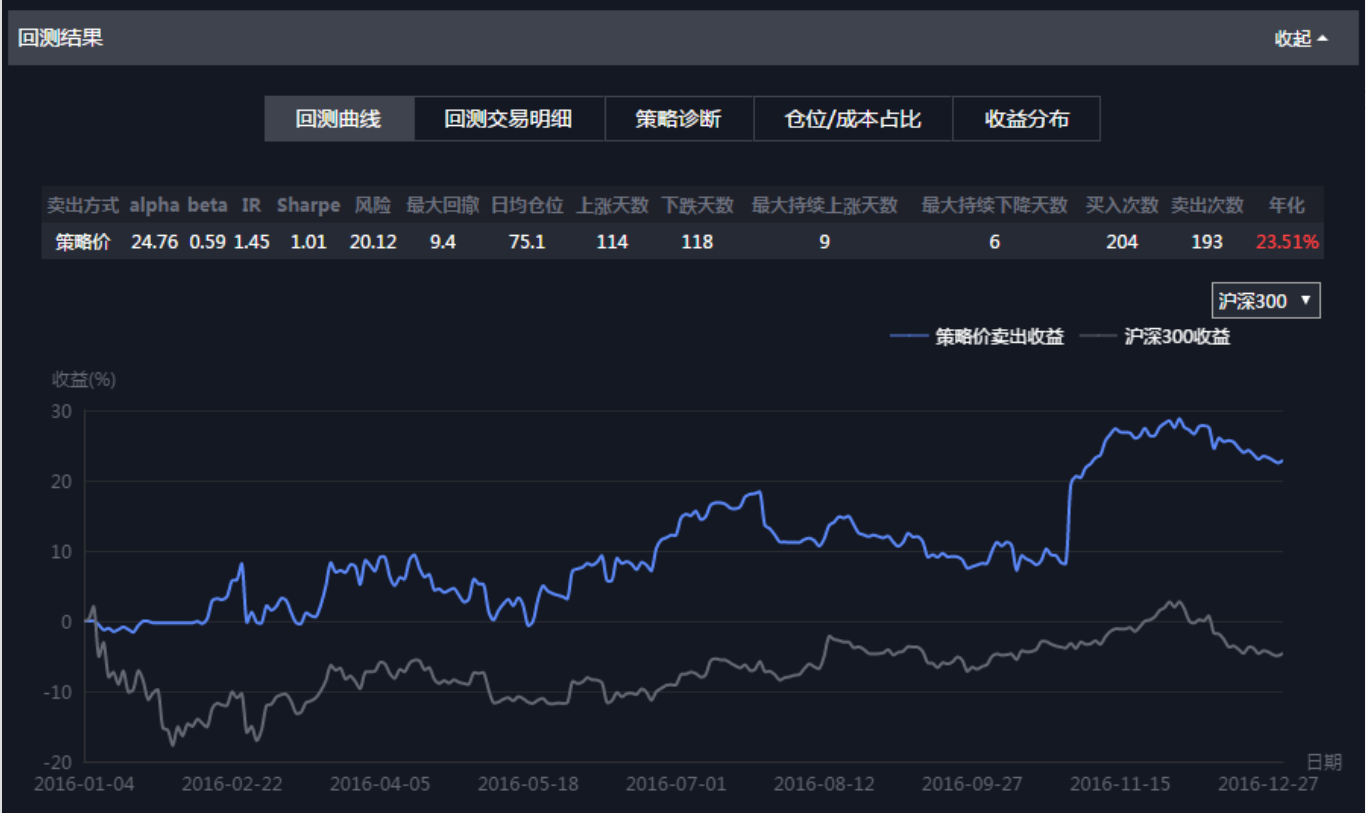 回测结果 收起
回测曲线 回测交易明细 策略诊断 仓位/成本占比 收益分布
卖出方式 alpha beta IR Sharpe 风险 最大回撤 日均仓位 上涨天数 下跌天数 最大持续上涨天数 最大持续下降天数 买入次数 卖出次数 年化
策略价 24.76 0.59 1.45 1.01 20.12 9.4 75.1 114 118 9 6 204 193 23.51%
沪深300 ▼
策略价卖出收益 沪深300收益
收益(%)
30
20
10
0
-10
-20
日期
2016-01-04 2016-02-22 2016-04-05 2016-05-18 2016-07-01 2016-08-12 2016-09-27 2016-11-15 2016-12-27